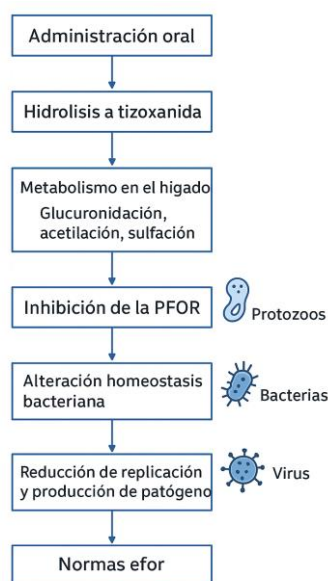 Administración oral
Hidrolisis a tizoxanida
Metabolismo en el higado
Glucuronidación,
acetilación, sulfación
Inhibición de la PFOR
Protozoos
Alteración homeostasis
bacteriana
Bacterias
Reducción de replicación
y producción de patógeno
Virus
Normas efor